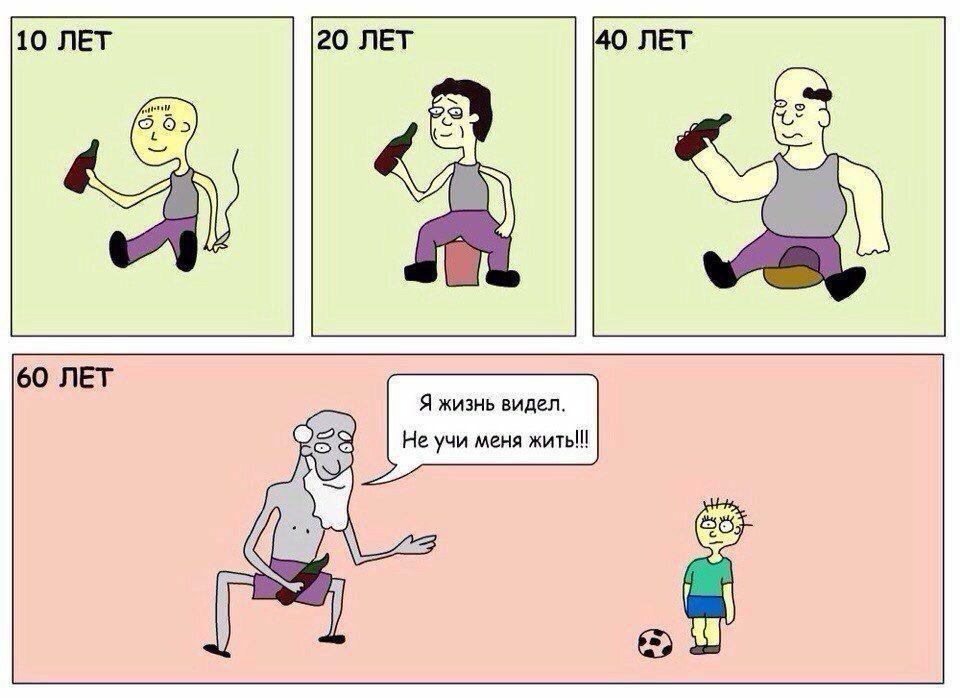 10 ЛЕТ
20 ЛЕТ
40 ЛЕТ
60 ЛЕТ
Я жизнь видел.
Не учи меня жить!!!